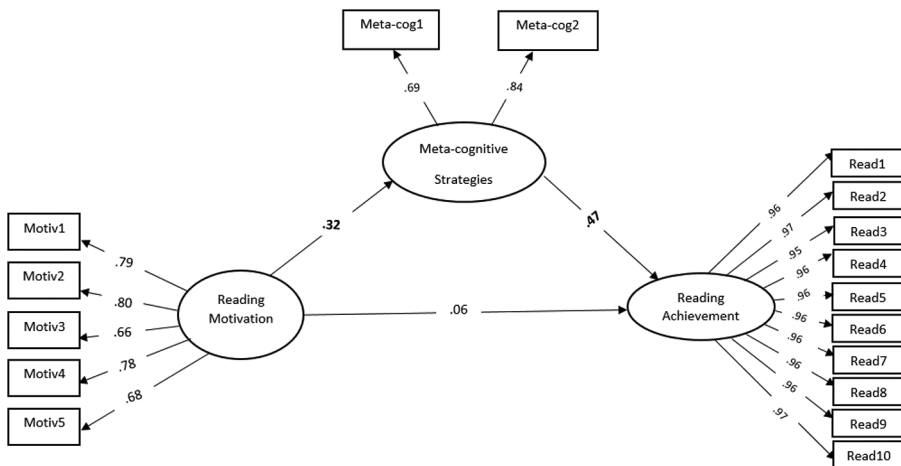 Meta-cog1
Meta-cog2
.69
.84
Meta-cognitive
Strategies
.32
.47
Motiv1
Motiv2
Motiv3
Motiv4
Motiv5
.79
.80
.66
.78
.68
Reading
Motivation
.06
Reading
Achievement
.96
.97
.95
.96
.96
.96
.96
.96
.96
.97
Read1
Read2
Read3
Read4
Read5
Read6
Read7
Read8
Read9
Read10